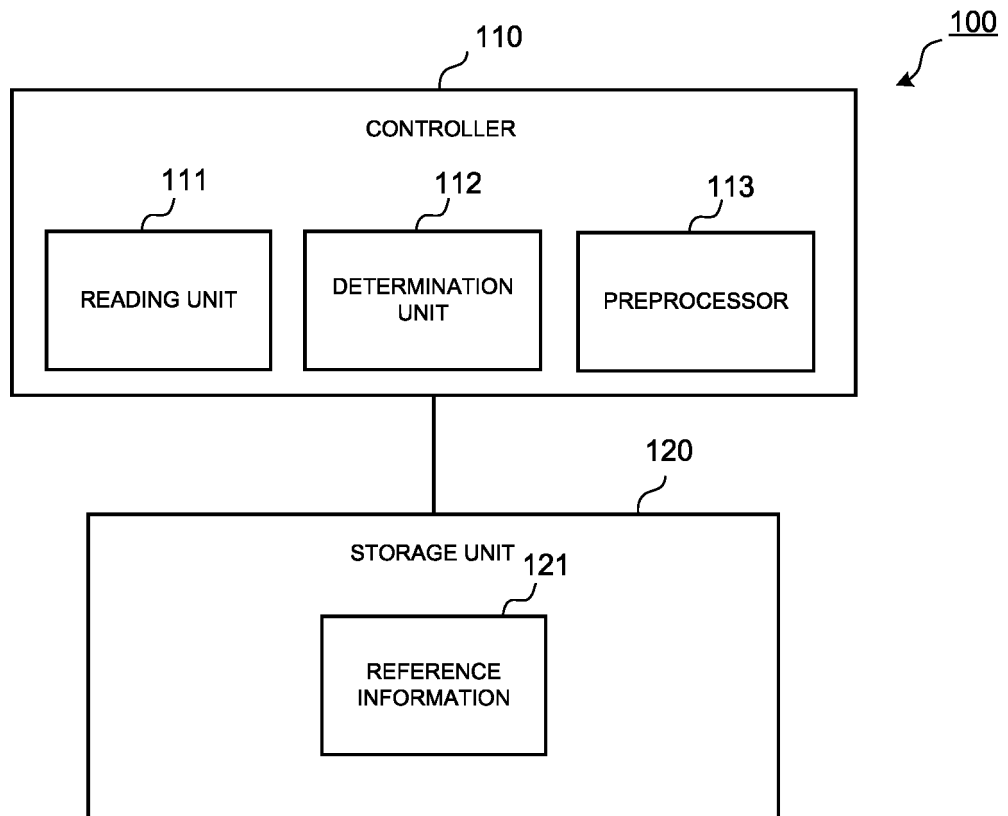 100
110
CONTROLLER
111
112
113
READING UNIT
DETERMINATION
UNIT
PREPROCESSOR
120
STORAGE UNIT
121
REFERENCE
INFORMATION